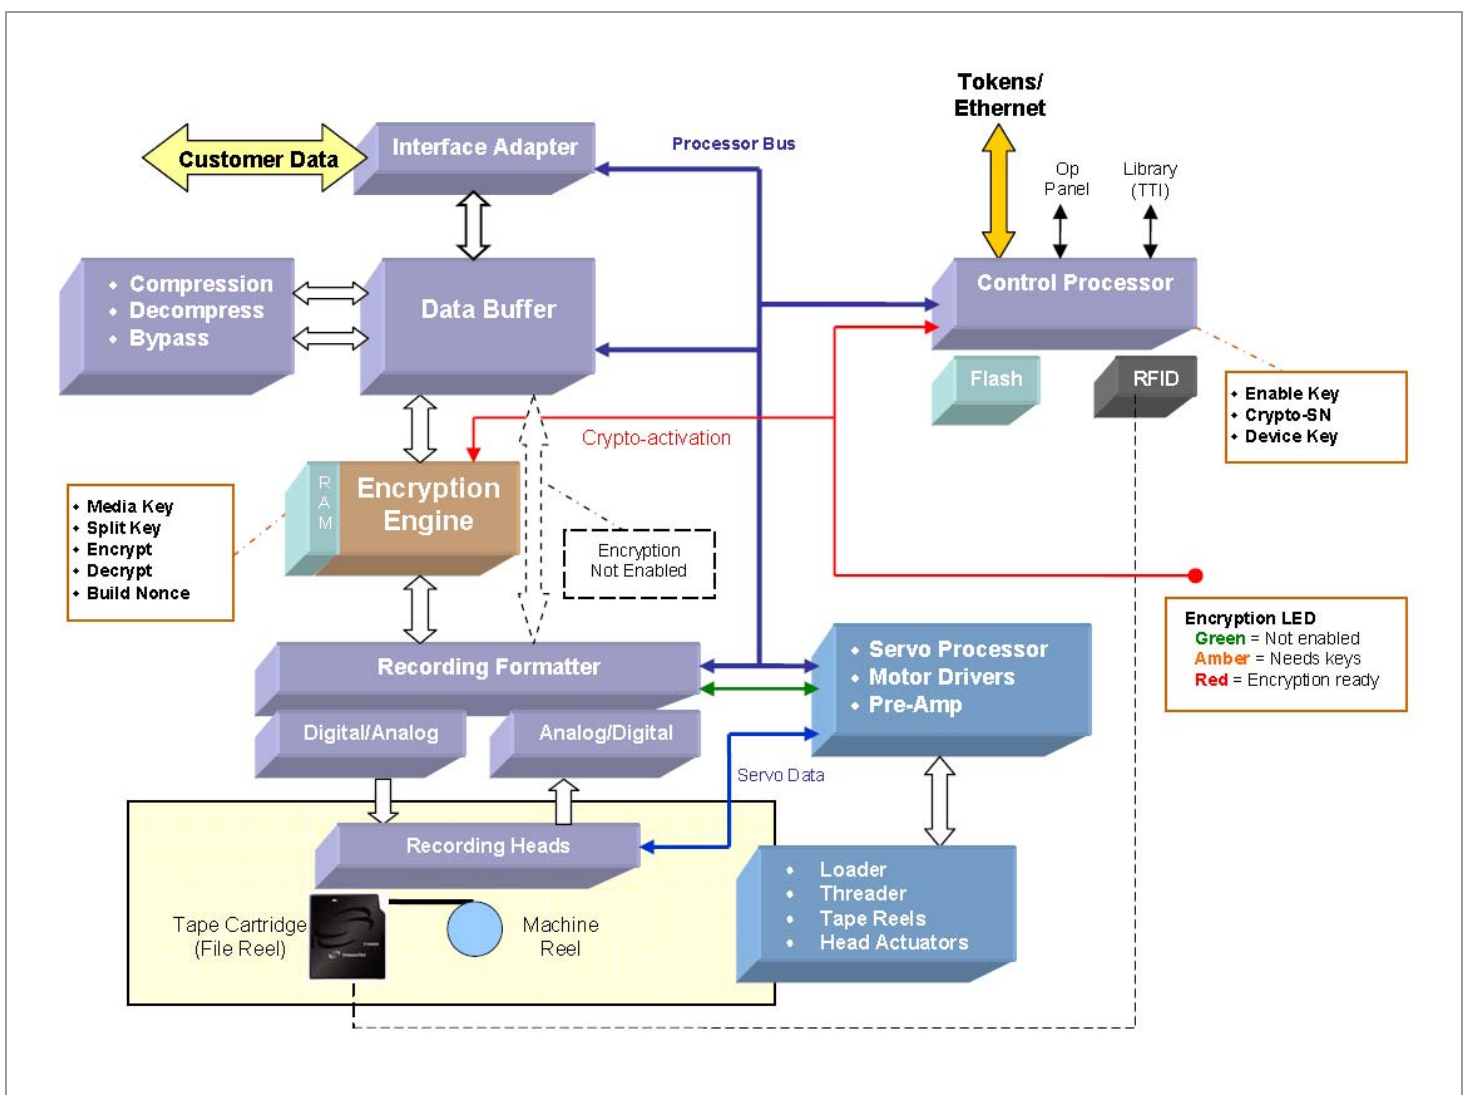 Tokens/
Ethernet
Customer Data
Interface Adapter
Processor Bus
Op
Panel
Library
(TTI)
• Compression
• Decompress
• Bypass
Data Buffer
Control Processor
Flash
RFID
• Enable Key
• Crypto-SN
• Device Key
Crypto-activation
RAM
Encryption
Engine
• Media Key
• Split Key
• Encrypt
• Decrypt
• Build Nonce
Encryption
Not Enabled
Encryption LED
Green = Not enabled
Amber = Needs keys
Red = Encryption ready
Recording Formatter
• Servo Processor
• Motor Drivers
• Pre-Amp
Digital/Analog
Analog/Digital
Servo Data
Recording Heads
• Loader
• Threader
• Tape Reels
• Head Actuators
Tape Cartridge
(File Reel)
Machine
Reel